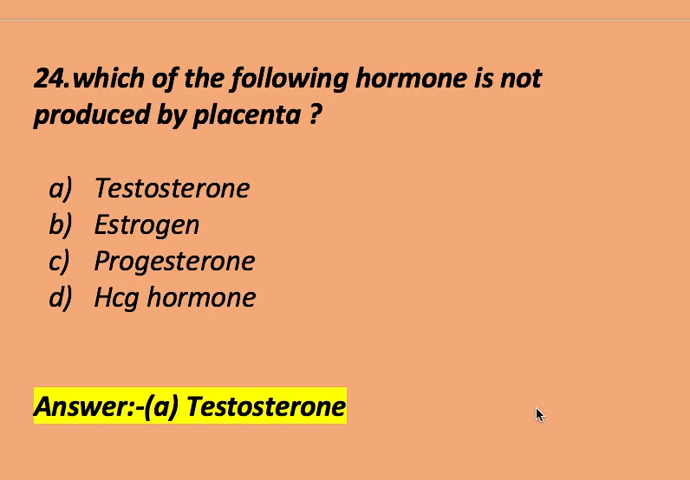 24.which of the following hormone is not
produced by placenta ?
a) Testosterone
b) Estrogen
c) Progesterone
d) Hcg hormone
Answer:-(a) Testosterone